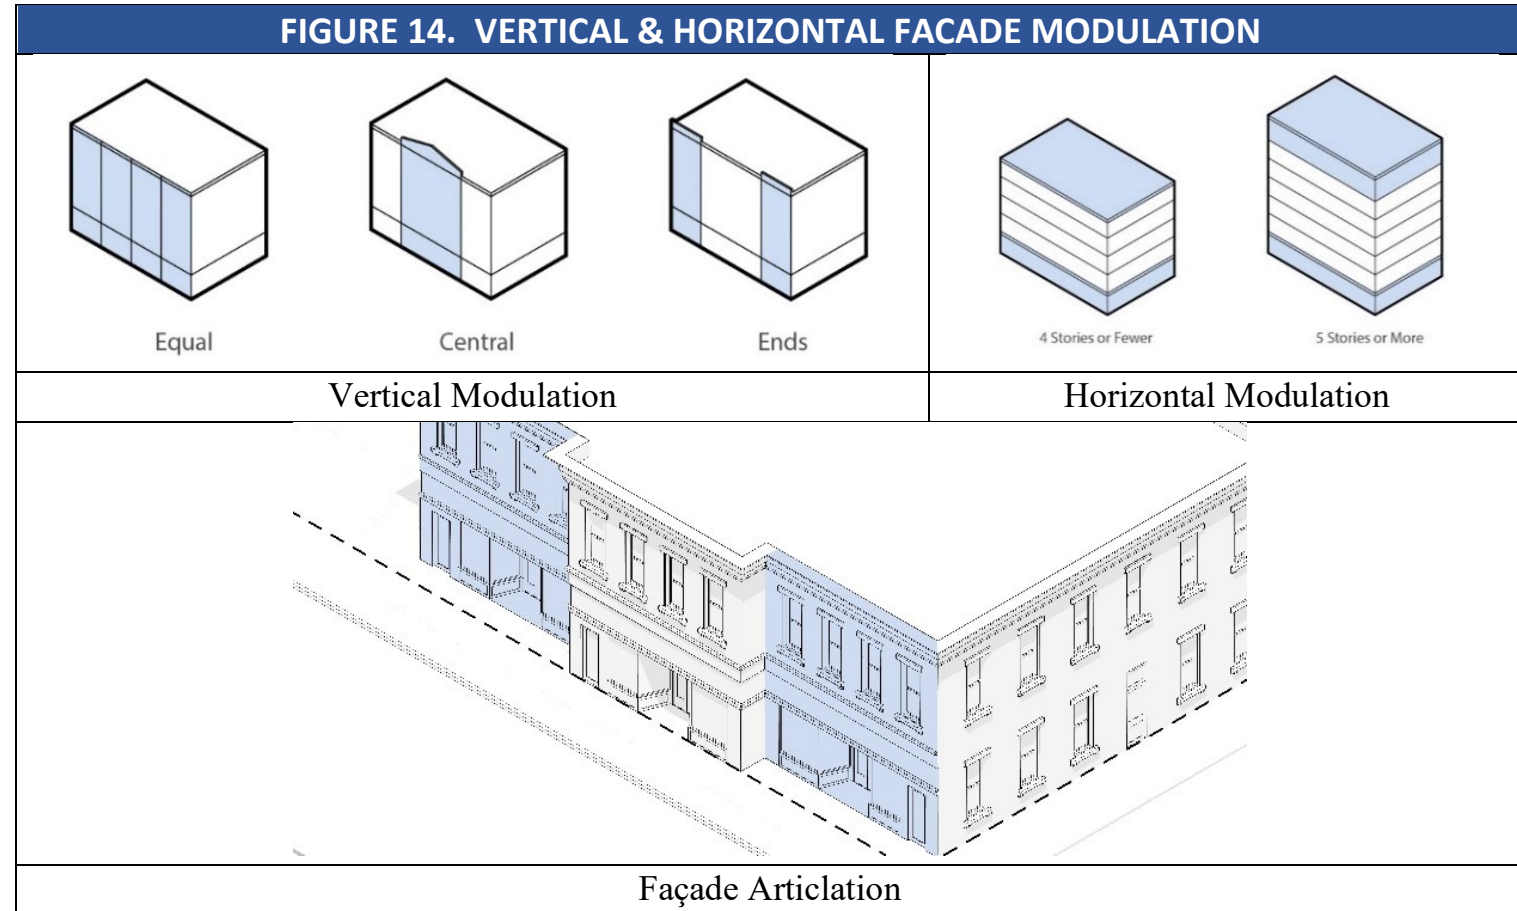 FIGURE 14. VERTICAL & HORIZONTAL FACADE MODULATION
Equal
Central
Ends
4 Stories or Fewer
5 Stories or More
Vertical Modulation
Horizontal Modulation
Façade Articlation